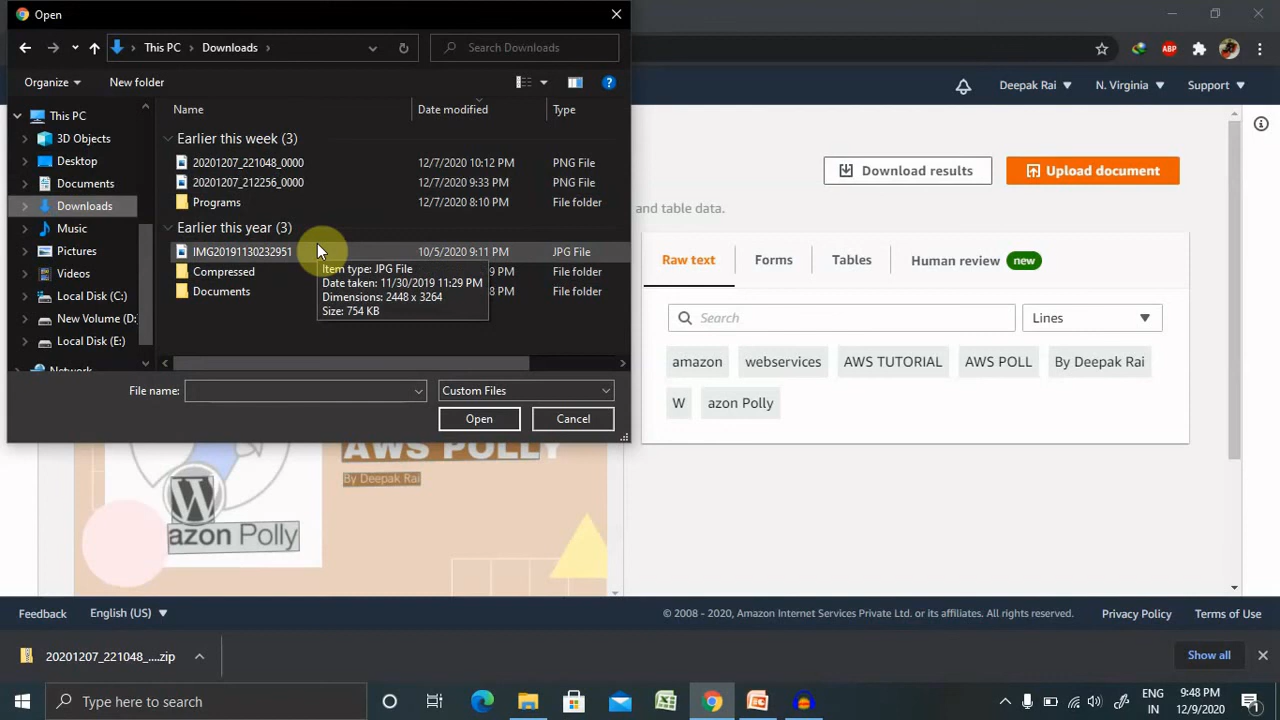 Open
This PC
Downloads
Search Downloads
Organize
New folder
This PC
3D Objects
Desktop
Documents
Downloads
Music
Pictures
Videos
Local Disk (C:)
New Volume (D:
Local Disk (E:)
Network
Name Date modified Type
Earlier this week (3)
20201207_221048_0000 12/7/2020 10:12 PM PNG File
20201207_212256_0000 12/7/2020 9:33 PM PNG File
Programs 12/7/2020 8:10 PM File folder
Earlier this year (3)
IMG20191130232951 10/5/2020 9:11 PM JPG File
Compressed 9 PM File folder
Documents 8 PM File folder
Item type: JPG File
Date taken: 11/30/2019 11:29 PM
Dimensions: 2448 x 3264
Size: 754 KB
File name: Custom Files
Open Cancel
ABP
Deepak Rai N. Virginia Support
Download results Upload document
and table data.
Raw text Forms Tables Human review new
Search Lines
amazon webservices AWS TUTORIAL AWS POLL By Deepak Rai
W azon Polly
AWS POLLY
By Deepak Rai
W
azon Polly
Feedback English (US) © 2008 - 2020, Amazon Internet Services Private Ltd. or its affiliates. All rights reserved. Privacy Policy Terms of Use
20201207_221048_....zip Show all
Type here to search
ENG
IN
9:48 PM
12/9/2020
1